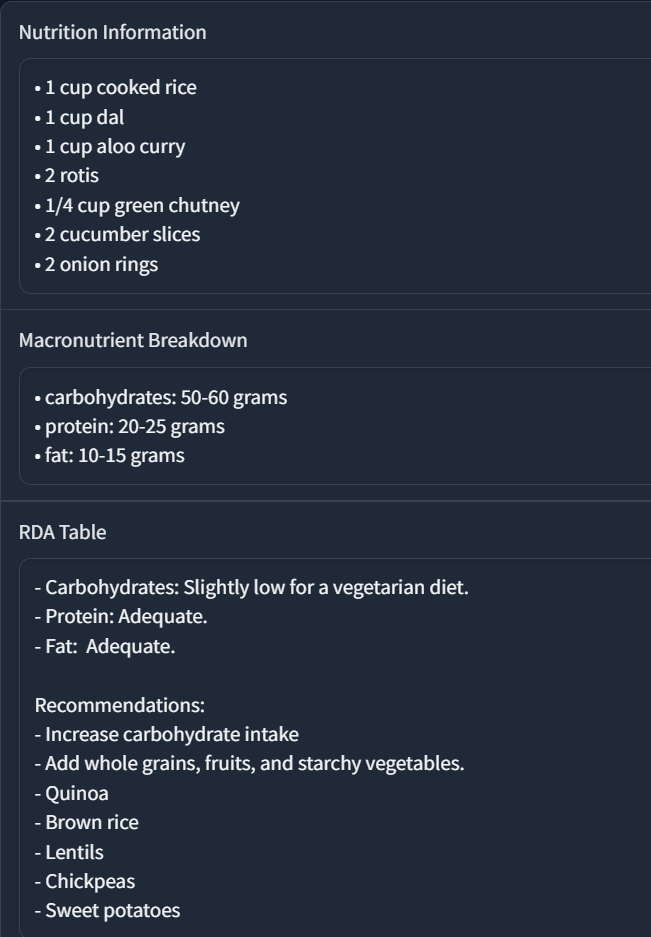 Nutrition Information
• 1 cup cooked rice
• 1 cup dal
• 1 cup aloo curry
• 2 rotis
• 1/4 cup green chutney
• 2 cucumber slices
• 2 onion rings
Macronutrient Breakdown
• carbohydrates: 50-60 grams
• protein: 20-25 grams
• fat: 10-15 grams
RDA Table
- Carbohydrates: Slightly low for a vegetarian diet.
- Protein: Adequate.
- Fat:  Adequate.
Recommendations:
- Increase carbohydrate intake
- Add whole grains, fruits, and starchy vegetables.
- Quinoa
- Brown rice
- Lentils
- Chickpeas
- Sweet potatoes